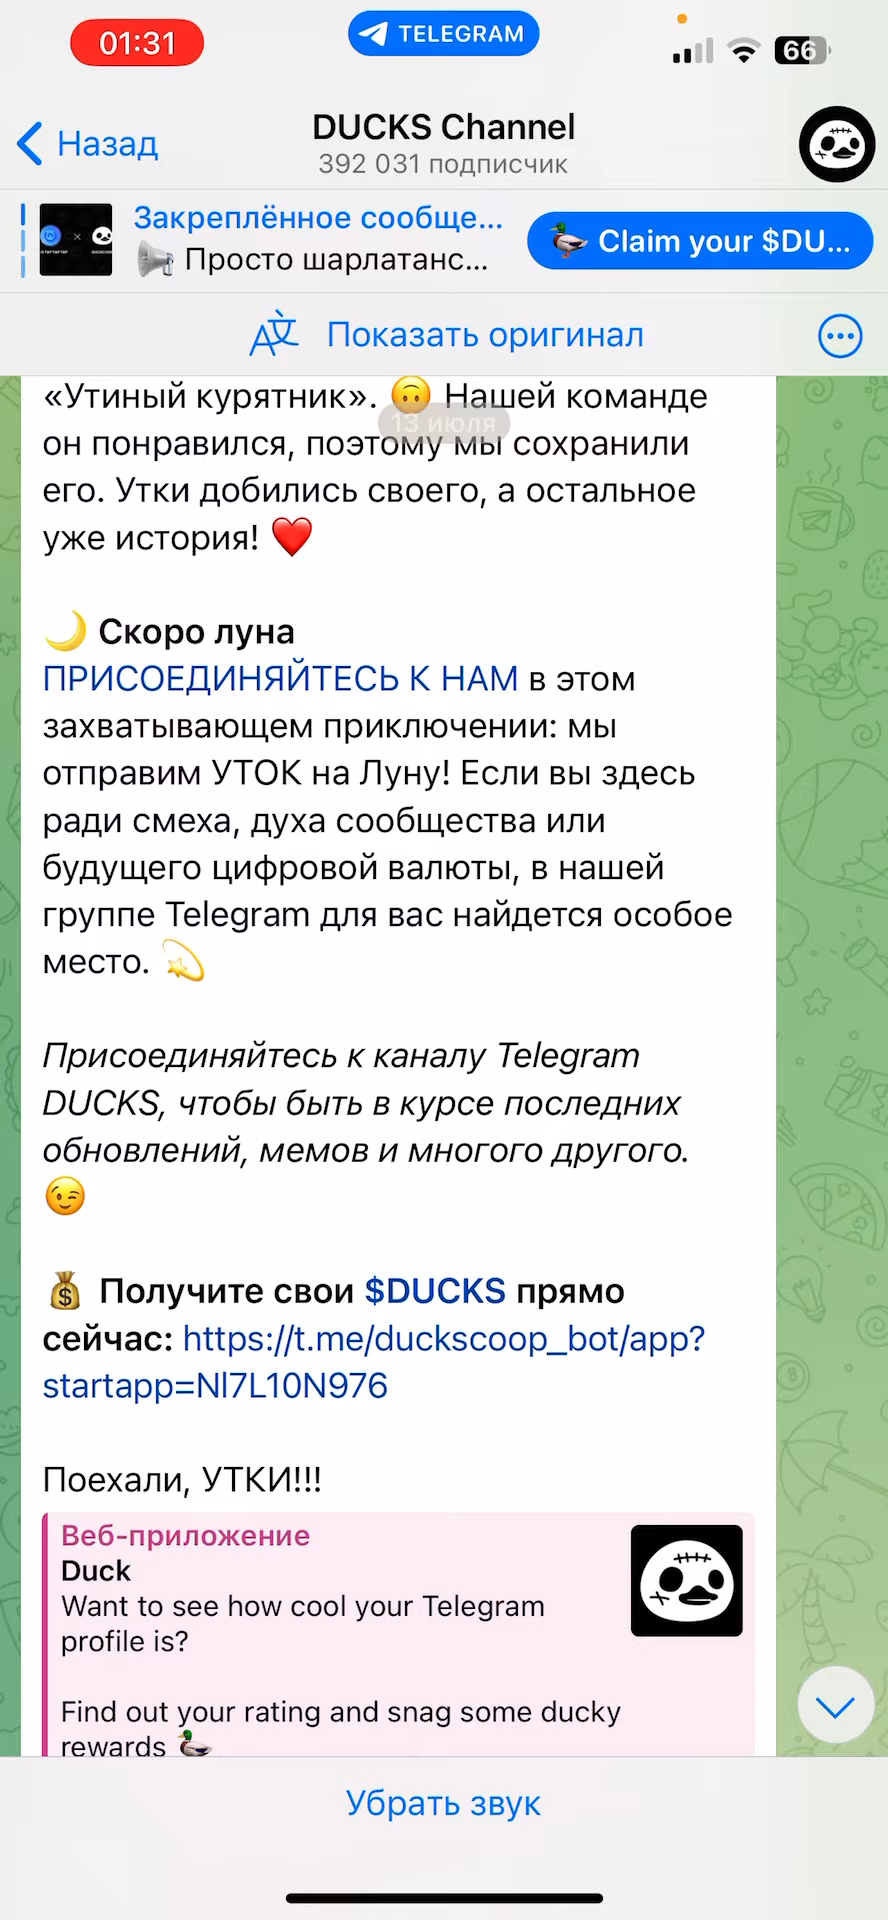 01:31
TELEGRAM
66
Назад
DUCKS Channel
392 031 подписчик
Закреплённое сообще...
Просто шарлатанс...
Claim your $DU...
Показать оригинал
«Утиный курятник». 🙃 Нашей команде
13 июля
он понравился, поэтому мы сохранили
его. Утки добились своего, а остальное
уже история! ❤️
🌙 Скоро луна
ПРИСОЕДИНЯЙТЕСЬ К НАМ в этом
захватывающем приключении: мы
отправим УТОК на Луну! Если вы здесь
ради смеха, духа сообщества или
будущего цифровой валюты, в нашей
группе Telegram для вас найдется особое
место. 💫
Присоединяйтесь к каналу Telegram
DUCKS, чтобы быть в курсе последних
обновлений, мемов и многого другого.
😉
💰 Получите свои $DUCKS прямо
сейчас: https://t.me/duckscoop_bot/app?
startapp=Nl7L10N976
Поехали, УТКИ!!!
Веб-приложение
Duck
Want to see how cool your Telegram
profile is?
Find out your rating and snag some ducky
rewards 🦆
Убрать звук